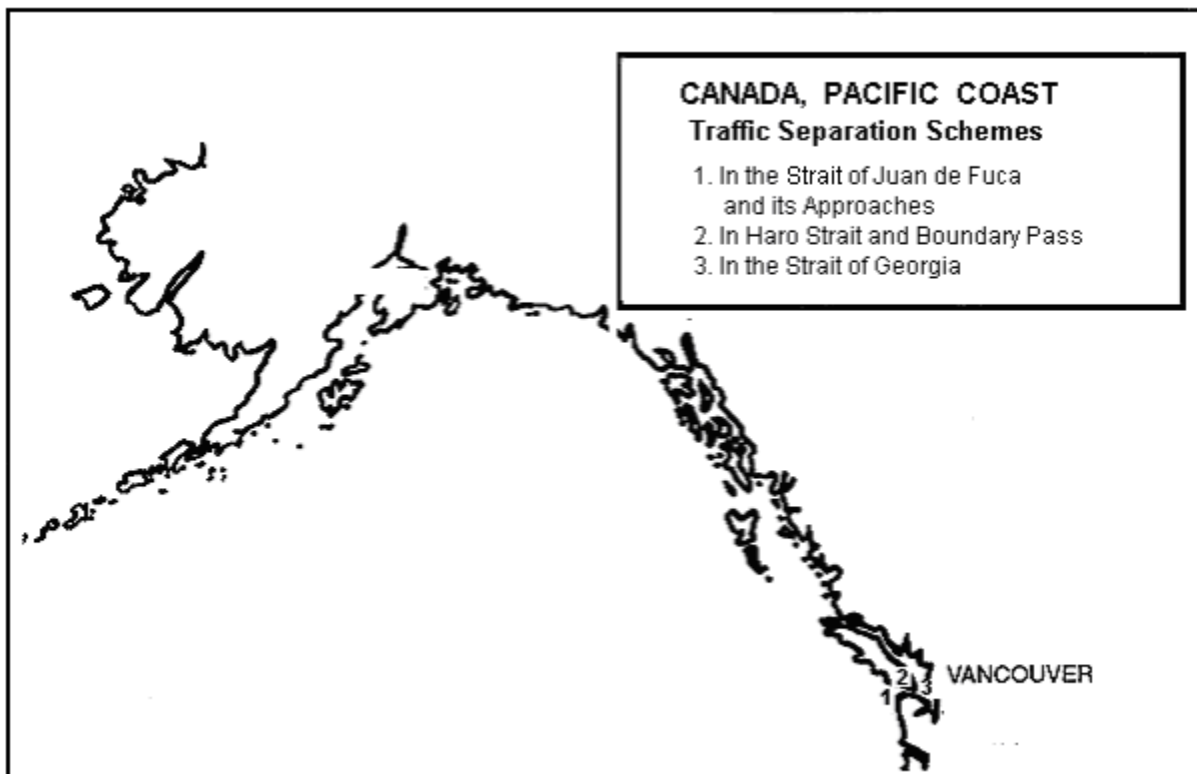 CANADA, PACIFIC COAST
Traffic Separation Schemes
1. In the Strait of Juan de Fuca
and its Approaches
2. In Haro Strait and Boundary Pass
3. In the Strait of Georgia
VANCOUVER
2
3
1